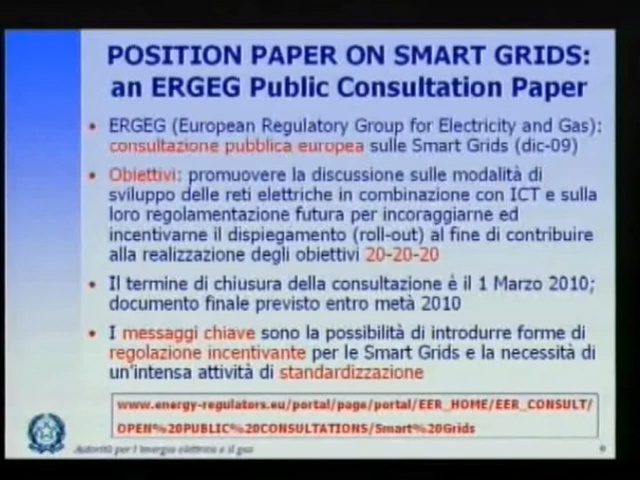 POSITION PAPER ON SMART GRIDS:
an ERGEG Public Consultation Paper
• ERGEG (European Regulatory Group for Electricity and Gas):
consultazione pubblica europea sulle Smart Grids (dic-09)
• Obiettivi: promuovere la discussione sulle modalità di
sviluppo delle reti elettriche in combinazione con ICT e sulla
loro regolamentazione futura per incoraggiarne ed
incentivarne il dispiegamento (roll-out) al fine di contribuire
alla realizzazione degli obiettivi 20-20-20
• Il termine di chiusura della consultazione è il 1 Marzo 2010;
documento finale previsto entro metà 2010
• I messaggi chiave sono la possibilità di introdurre forme di
regolazione incentivante per le Smart Grids e la necessità di
un'intensa attività di standardizzazione
www.energy-regulators.eu/portal/page/portal/EER_HOME/EER_CONSULT/
OPEN%20PUBLIC%20CONSULTATIONS/Smart%20Grids
Autorità per l'energia elettrica e il gas